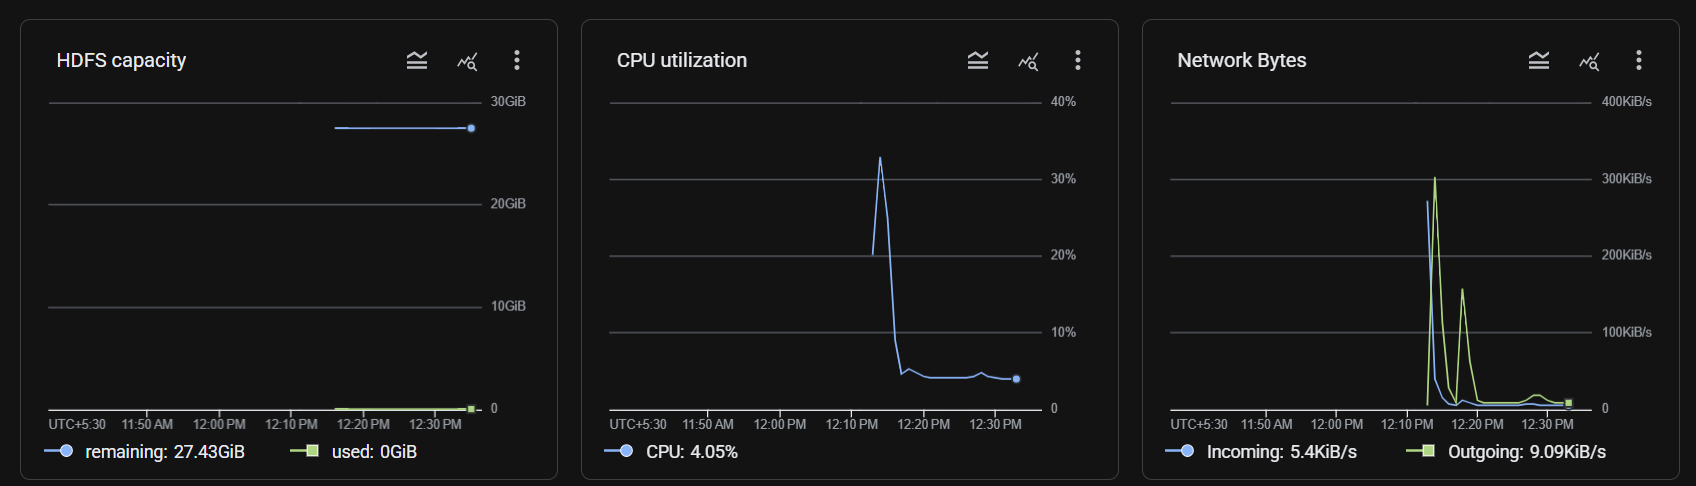 HDFS capacity
30GiB
20GiB
10GiB
0
UTC+5:30 11:50 AM 12:00 PM 12:10 PM 12:20 PM 12:30 PM
remaining: 27.43GiB used: 0GiB
CPU utilization
40%
30%
20%
10%
0
UTC+5:30 11:50 AM 12:00 PM 12:10 PM 12:20 PM 12:30 PM
CPU: 4.05%
Network Bytes
400KiB/s
300KiB/s
200KiB/s
100KiB/s
0
UTC+5:30 11:50 AM 12:00 PM 12:10 PM 12:20 PM 12:30 PM
Incoming: 5.4KiB/s Outgoing: 9.09KiB/s